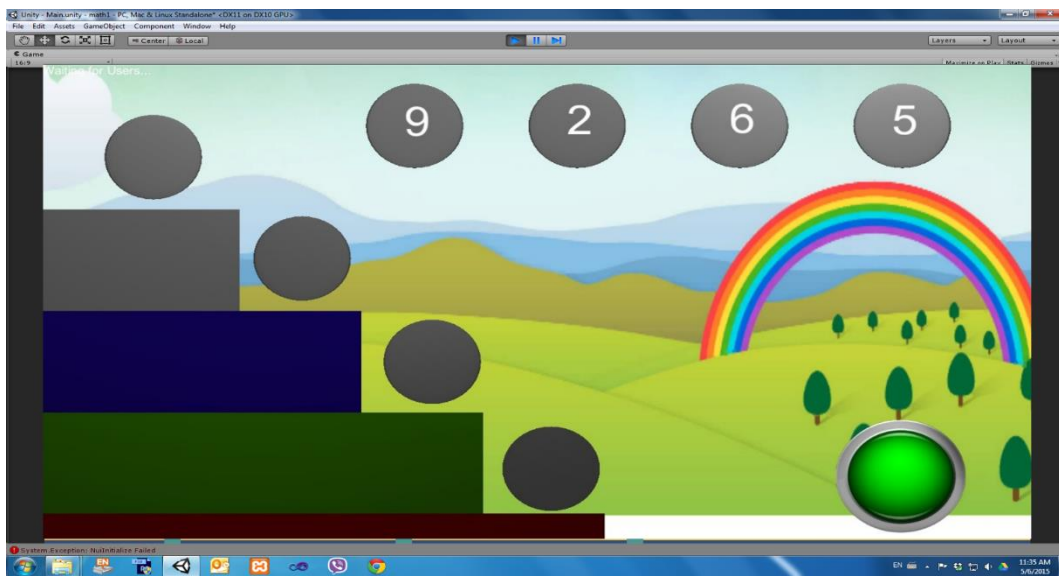 Unity - Main.unity - math1 - PC, Mac & Linux Standalone* <DX11 on DX10 GPU>
File Edit Assets GameObject Component Window Help
Center Local Layers Layout
Game
16:9 Maximize on Play Stats Gizmos
Waiting for Users...
9 2 6 5
System.Exception: NuiInitialize Failed
EN 11:35 AM
5/6/2015